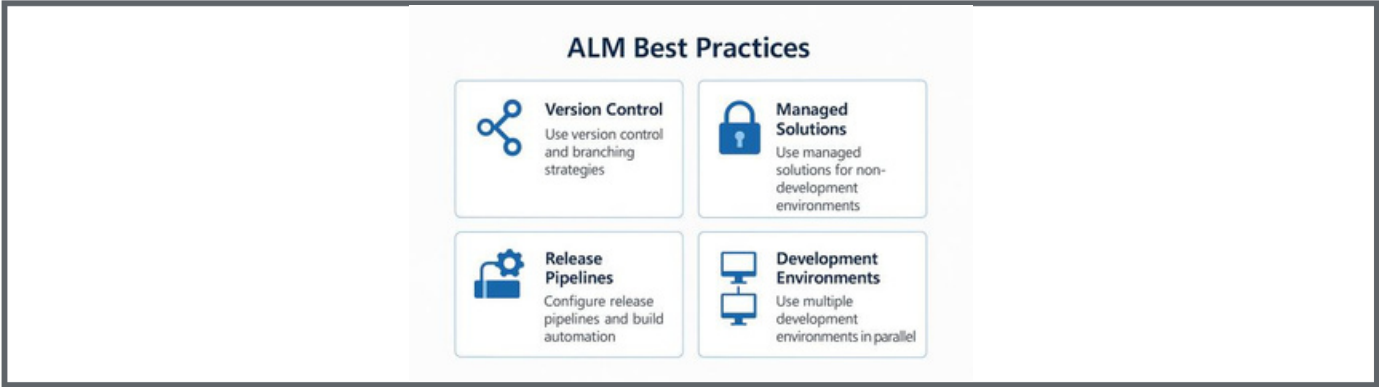 ALM Best Practices
Version Control
Use version control
and branching
strategies
Managed
Solutions
Use managed
solutions for non-
development
environments
Release
Pipelines
Configure release
pipelines and build
automation
Development
Environments
Use multiple
development
environments in parallel